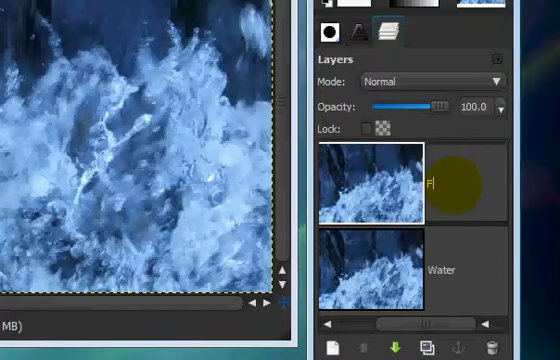 A
Layers
Mode: Normal
Opacity: 100.0
Lock:
F
Water
MB)